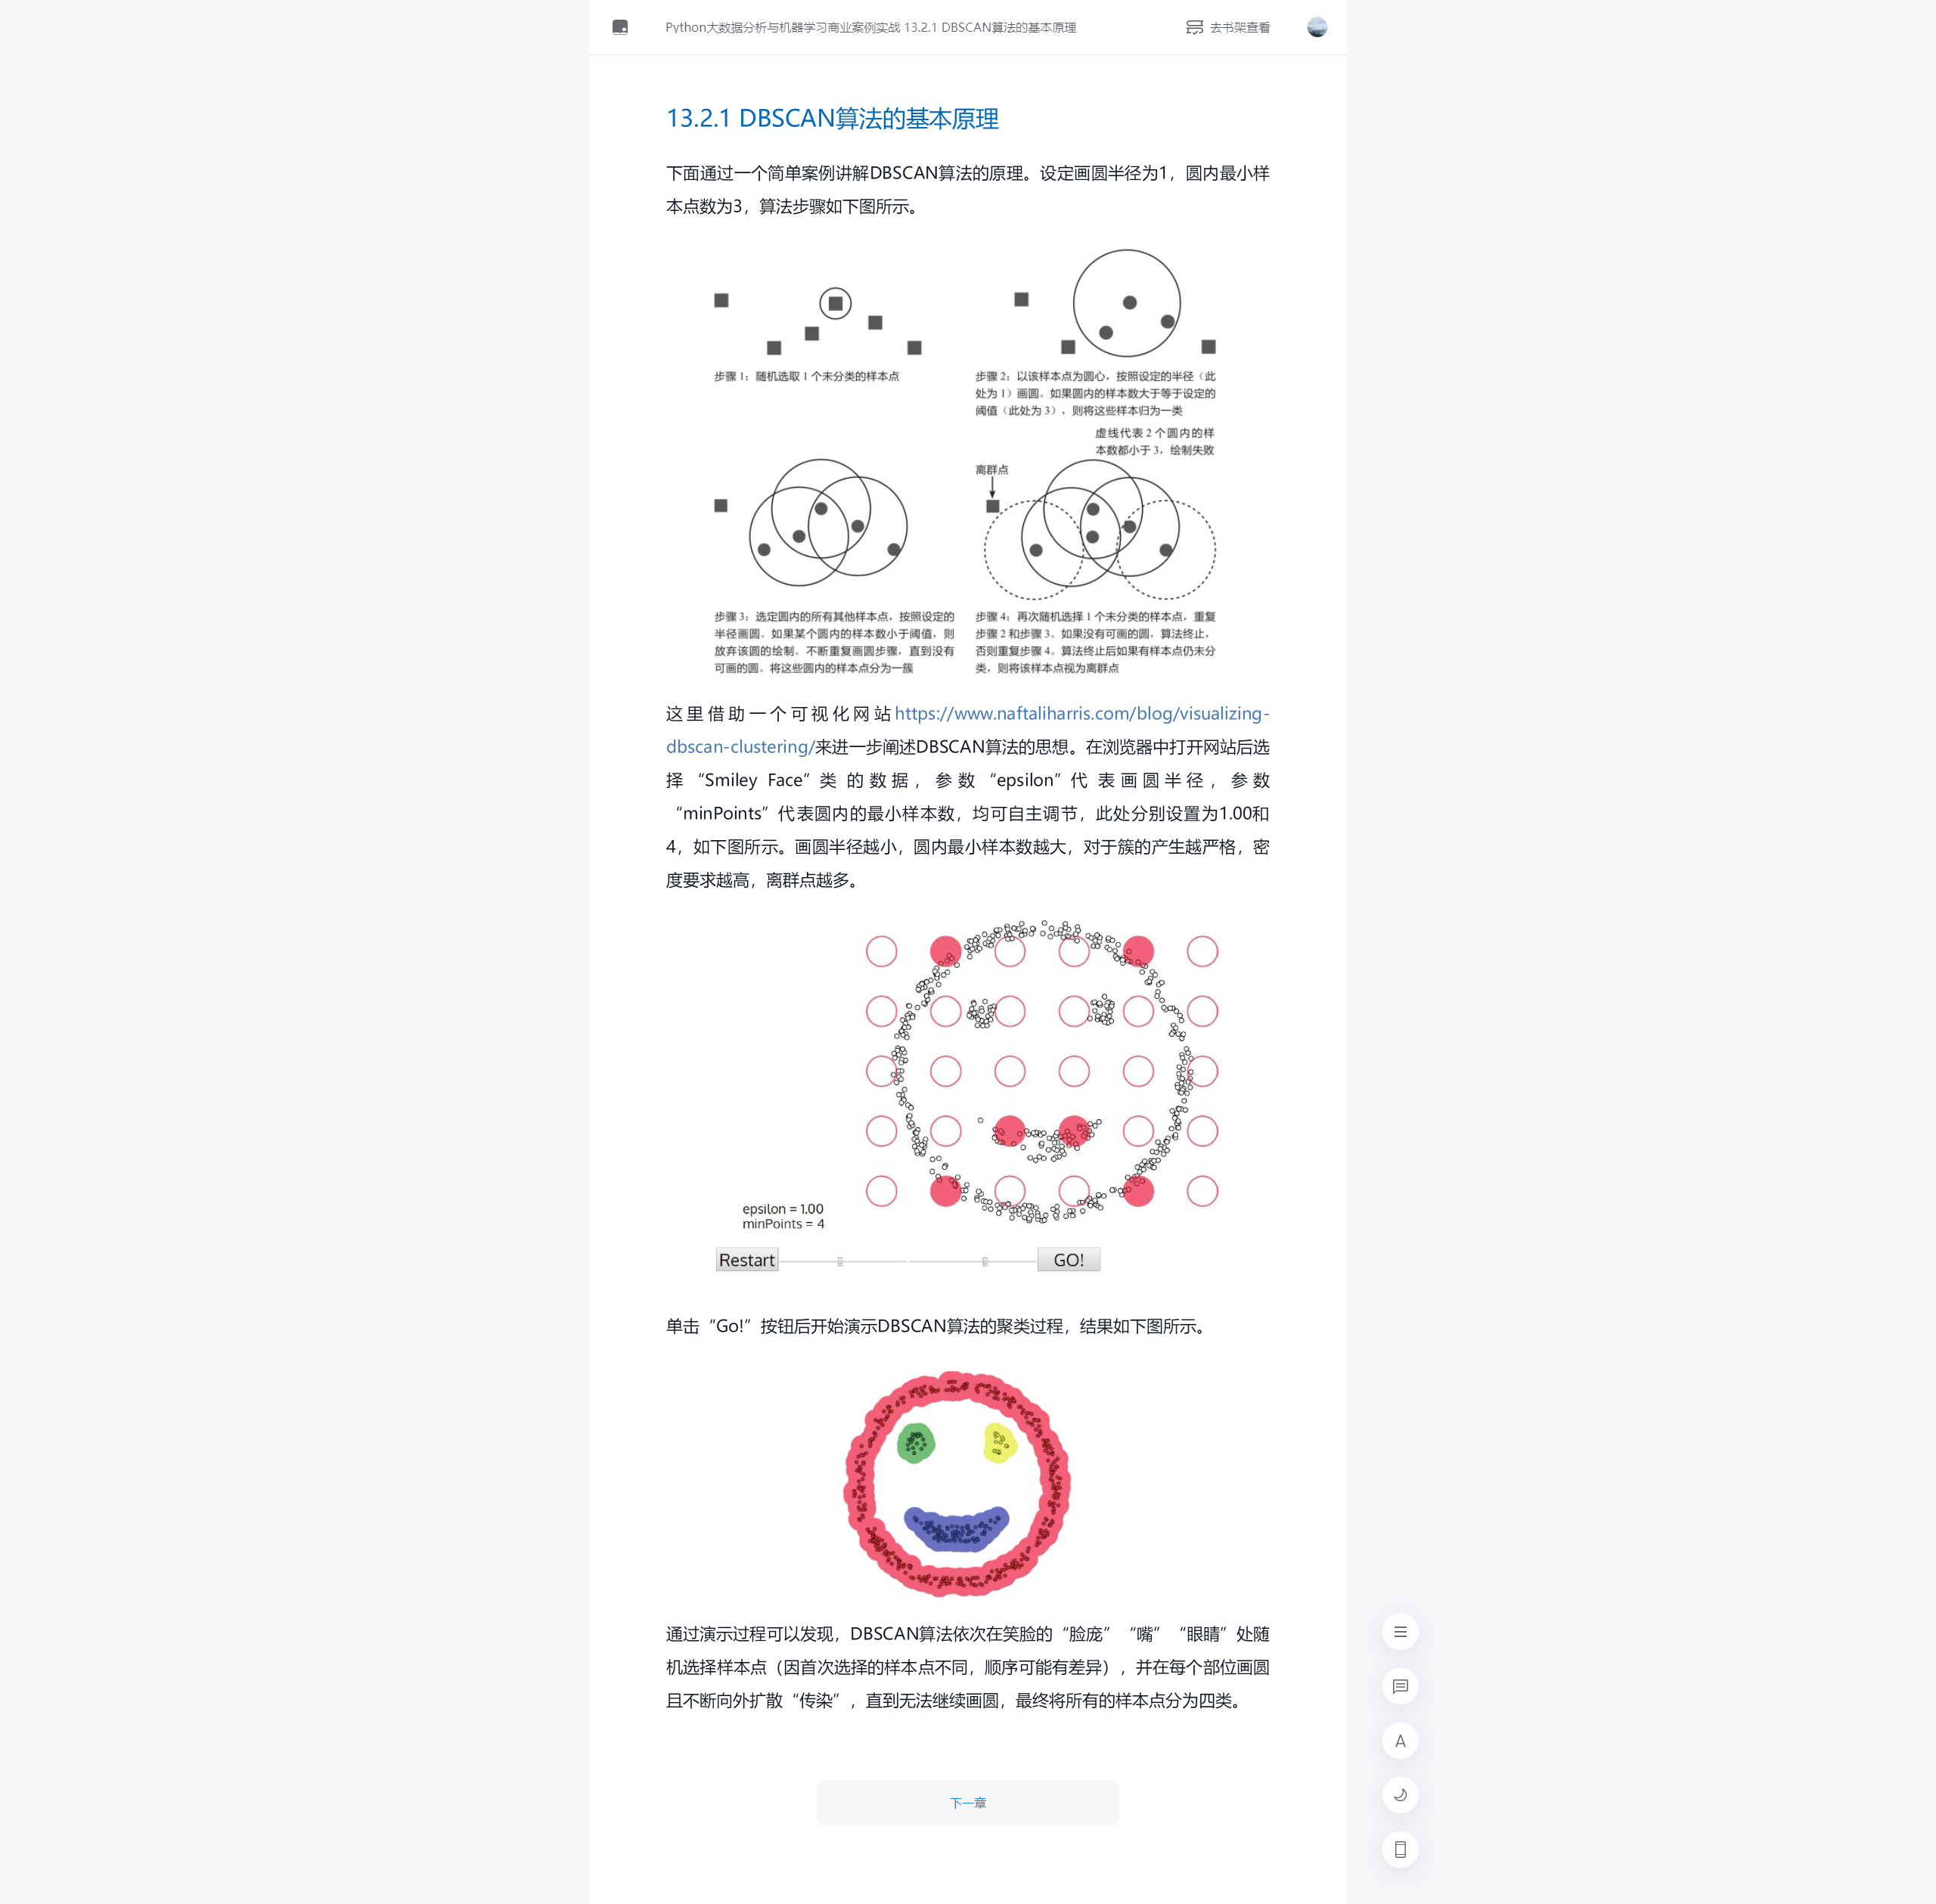 Python大数据分析与机器学习商业案例实战 13.2.1 DBSCAN算法的基本原理
去书架查看
13.2.1 DBSCAN算法的基本原理
下面通过一个简单案例讲解DBSCAN算法的原理。设定画圆半径为1，圆内最小样
本点数为3，算法步骤如下图所示。
步骤 1：随机选取 1 个未分类的样本点
步骤 2：以该样本点为圆心，按照设定的半径（此
处为 1）画圆。如果圆内的样本数大于等于设定的
阈值（此处为 3），则将这些样本归为一类
虚线代表 2 个圆内的样
本数都小于 3，绘制失败
离群点
步骤 3：选定圆内的所有其他样本点，按照设定的
半径画圆。如果某个圆内的样本数小于阈值，则
放弃该圆的绘制。不断重复画圆步骤，直到没有
可画的圆。将这些圆内的样本点分为一簇
步骤 4：再次随机选择 1 个未分类的样本点，重复
步骤 2 和步骤 3。如果没有可画的圆，算法终止，
否则重复步骤 4。算法终止后如果有样本点仍未分
类，则将该样本点视为离群点
这里借助一个可视化网站https://www.naftaliharris.com/blog/visualizing-
dbscan-clustering/来进一步阐述DBSCAN算法的思想。在浏览器中打开网站后选
择“Smiley Face”类的数据，参数“epsilon”代表画圆半径，参数
“minPoints”代表圆内的最小样本数，均可自主调节，此处分别设置为1.00和
4，如下图所示。画圆半径越小，圆内最小样本数越大，对于簇的产生越严格，密
度要求越高，离群点越多。
epsilon = 1.00
minPoints = 4
Restart
GO!
单击“Go!”按钮后开始演示DBSCAN算法的聚类过程，结果如下图所示。
通过演示过程可以发现，DBSCAN算法依次在笑脸的“脸庞”“嘴”“眼睛”处随
机选择样本点（因首次选择的样本点不同，顺序可能有差异），并在每个部位画圆
且不断向外扩散“传染”，直到无法继续画圆，最终将所有的样本点分为四类。
A
下一章